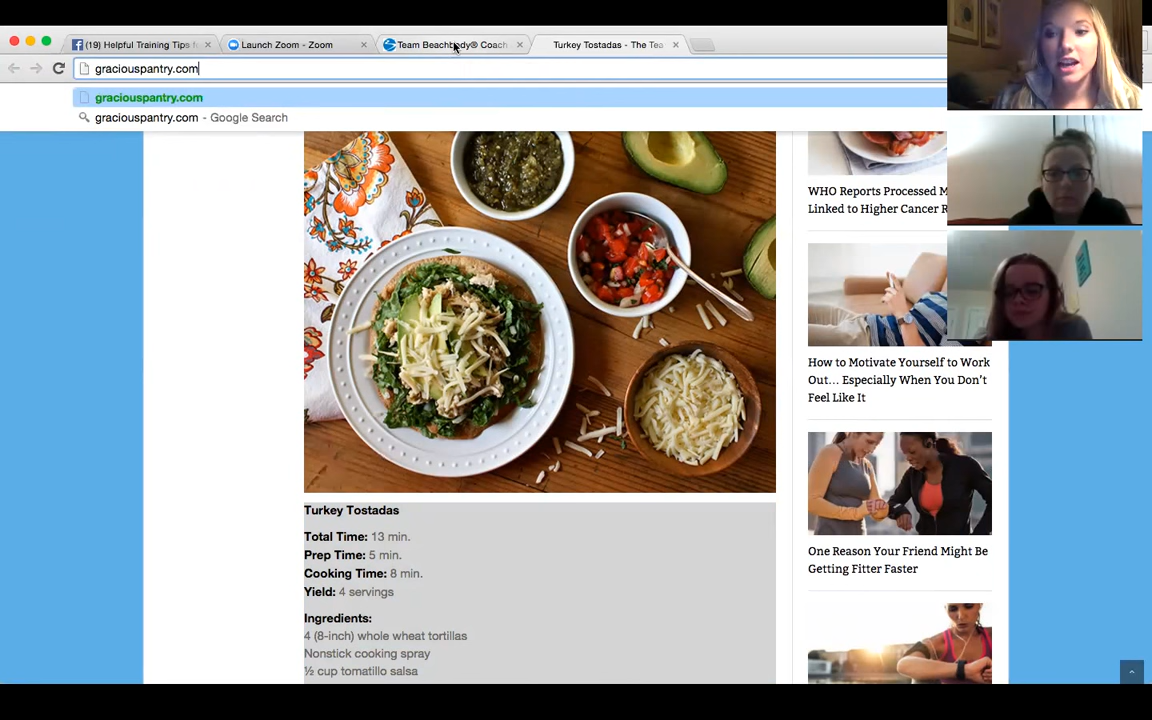 (19) Helpful Training Tips f
Launch Zoom - Zoom
Team Beachbody® Coach
Turkey Tostadas - The Tea
graciouspantry.com
graciouspantry.com
graciouspantry.com - Google Search
WHO Reports Processed M
Linked to Higher Cancer R
How to Motivate Yourself to Work
Out... Especially When You Don't
Feel Like It
One Reason Your Friend Might Be
Getting Fitter Faster
Turkey Tostadas
Total Time: 13 min.
Prep Time: 5 min.
Cooking Time: 8 min.
Yield: 4 servings
Ingredients:
4 (8-inch) whole wheat tortillas
Nonstick cooking spray
½ cup tomatillo salsa